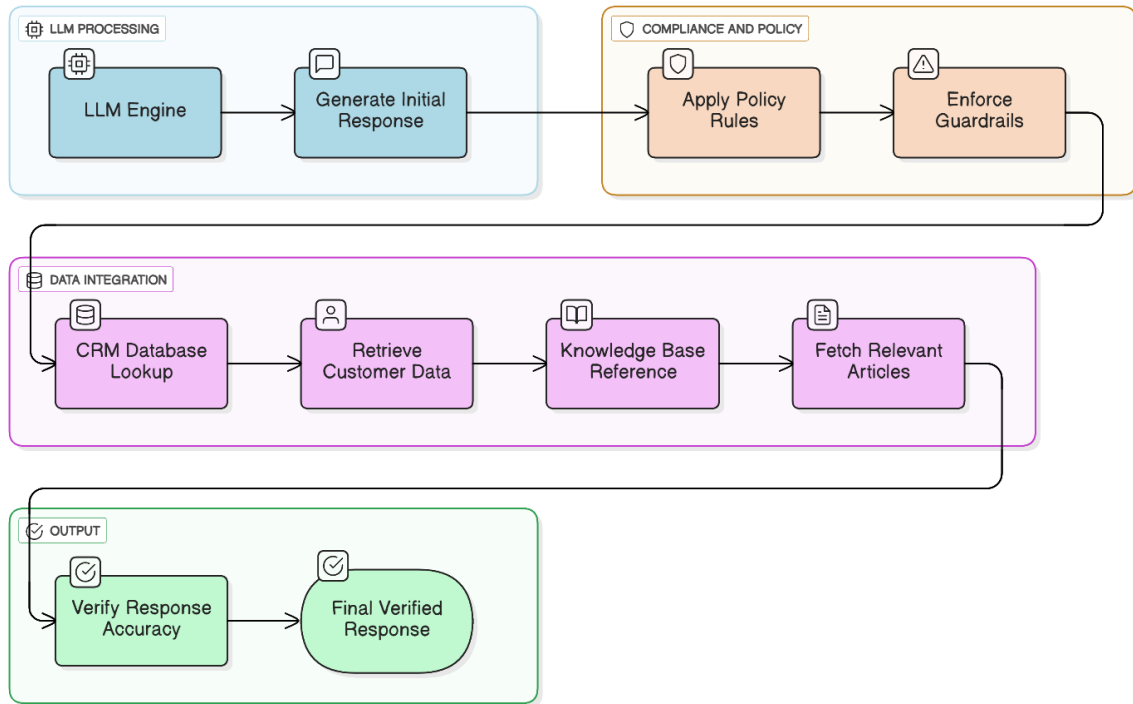 LLM PROCESSING
LLM Engine
Generate Initial
Response
COMPLIANCE AND POLICY
Apply Policy
Rules
Enforce
Guardrails
DATA INTEGRATION
CRM Database
Lookup
Retrieve
Customer Data
Knowledge Base
Reference
Fetch Relevant
Articles
OUTPUT
Verify Response
Accuracy
Final Verified
Response